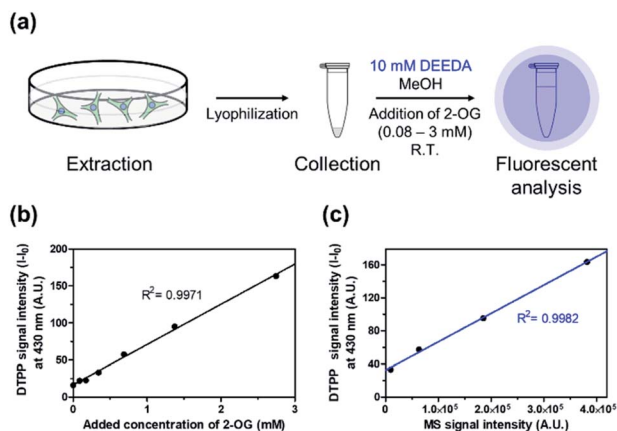 (a)
10 mM DEEDA
MeOH
Lyophilization
Addition of 2-OG
(0.08 – 3 mM)
R.T.
Extraction
Collection
Fluorescent
analysis
(b)
DTPP signal intensity (I-I0)
at 430 nm (A.U.)
200
150
100
50
0
R2= 0.9971
0
1
2
3
Added concentration of 2-OG (mM)
(c)
DTPP signal intensity (I-I0)
at 430 nm (A.U.)
160
120
80
40
0
R2= 0.9982
0
1.0×10⁵
2.0×10⁵
3.0×10⁵
4.0×10⁵
MS signal intensity (A.U.)